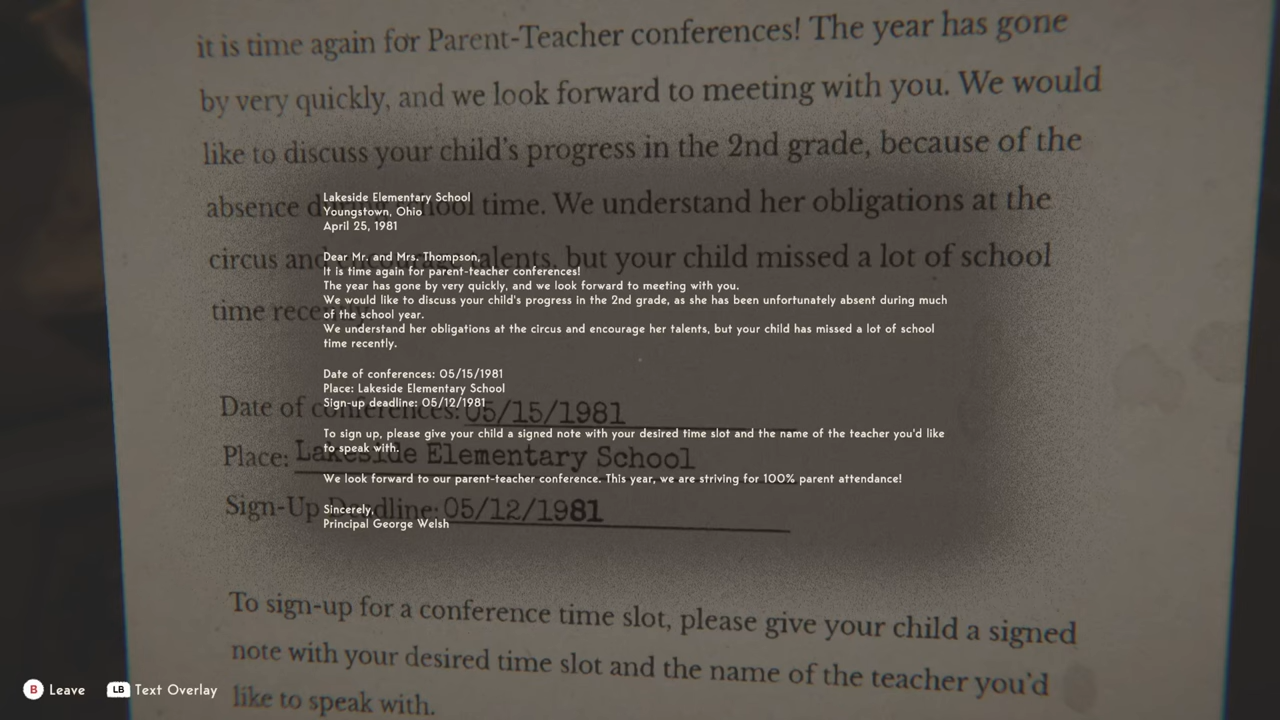 it is time again for Parent-Teacher conferences! The year has gone
by very quickly, and we look forward to meeting with you. We would
like to discuss your child's progress in the 2nd grade, because of the
absence during school time. We understand her obligations at the
circus and encourage talents, but your child missed a lot of school
time recently.
Lakeside Elementary School
Youngstown, Ohio
April 25, 1981
Dear Mr. and Mrs. Thompson,
It is time again for parent-teacher conferences!
The year has gone by very quickly, and we look forward to meeting with you.
We would like to discuss your child's progress in the 2nd grade, as she has been unfortunately absent during much
of the school year.
We understand her obligations at the circus and encourage her talents, but your child has missed a lot of school
time recently.
Date of conferences: 05/15/1981
Place: Lakeside Elementary School
Sign-up deadline: 05/12/1981
To sign up, please give your child a signed note with your desired time slot and the name of the teacher you'd like
to speak with.
We look forward to our parent-teacher conference. This year, we are striving for 100% parent attendance!
Sincerely,
Principal George Welsh
Date of conferences: 05/15/1981
Place: Lakeside Elementary School
Sign-Up Deadline: 05/12/1981
To sign-up for a conference time slot, please give your child a signed
note with your desired time slot and the name of the teacher you'd
like to speak with.
B Leave LB Text Overlay